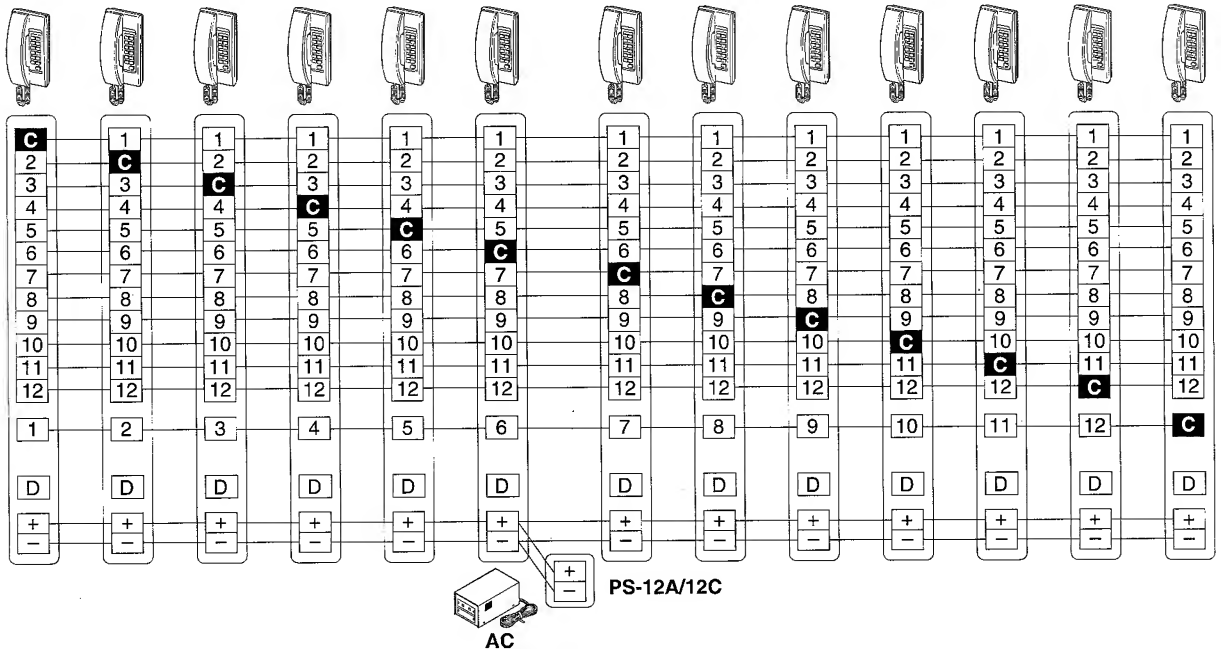 C 1 1 1 1 1 1 1 1 1 1 1 1
2 C 2 2 2 2 2 2 2 2 2 2 2
3 3 C 3 3 3 3 3 3 3 3 3 3
4 4 4 C 4 4 4 4 4 4 4 4 4
5 5 5 5 C 5 5 5 5 5 5 5 5
6 6 6 6 6 C 6 6 6 6 6 6 6
7 7 7 7 7 7 C 7 7 7 7 7 7
8 8 8 8 8 8 8 C 8 8 8 8 8
9 9 9 9 9 9 9 9 C 9 9 9 9
10 10 10 10 10 10 10 10 10 C 10 10 10
11 11 11 11 11 11 11 11 11 11 C 11 11
12 12 12 12 12 12 12 12 12 12 12 C 12
1 2 3 4 5 6 7 8 9 10 11 12 C
D D D D D D D D D D D D D
+ + + + + + + + + + + + +
− − − − − − − − − − − − −
+
−
PS-12A/12C
AC